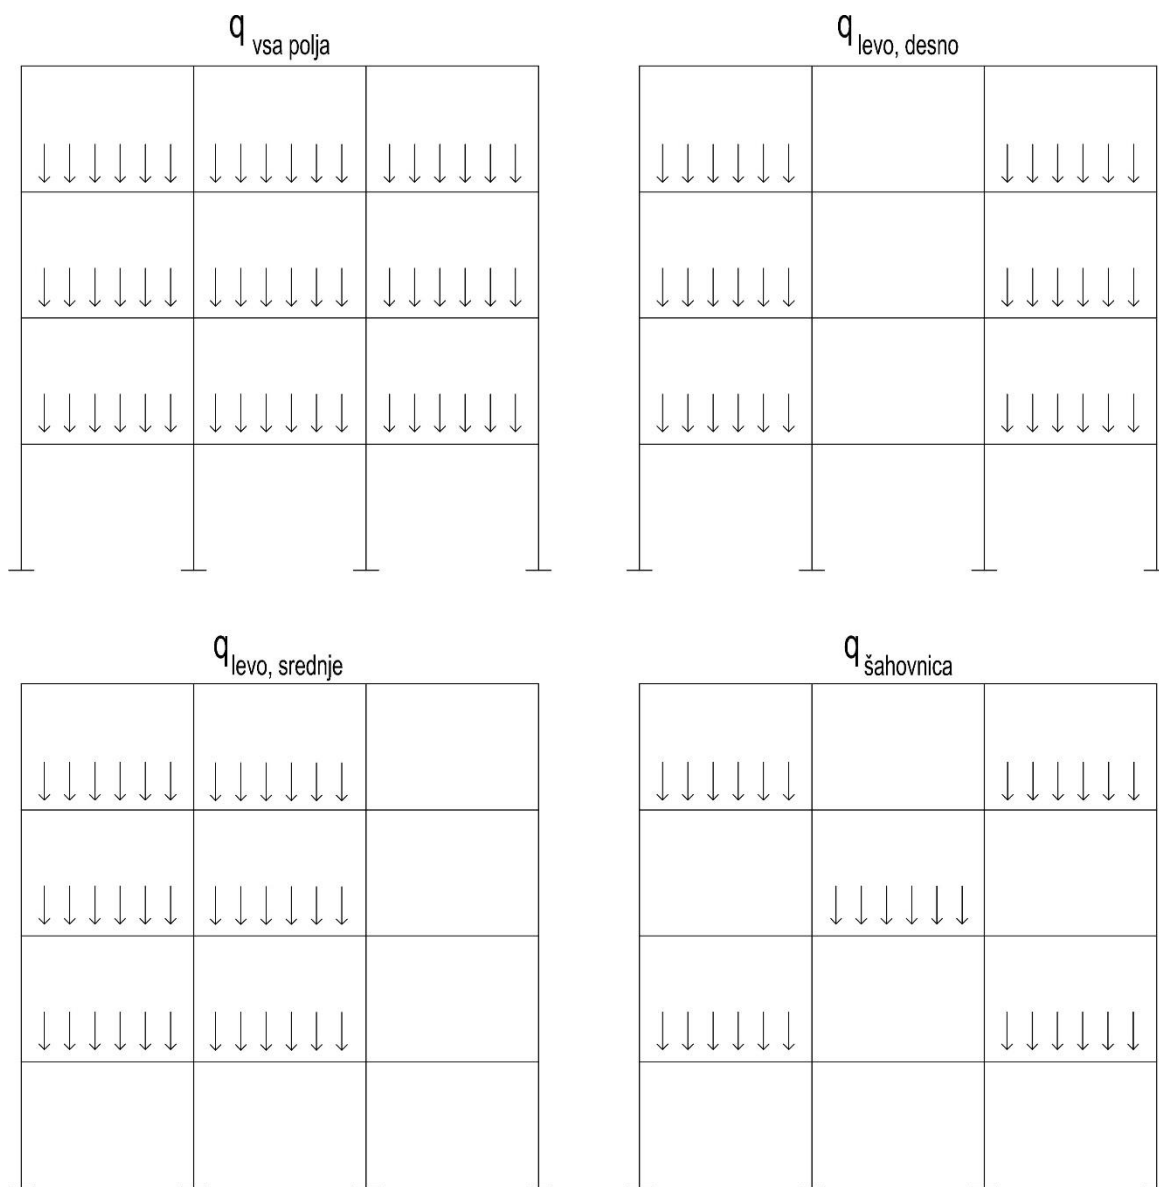 q vsa polja
q levo, desno
q levo, srednje
q šahovnica